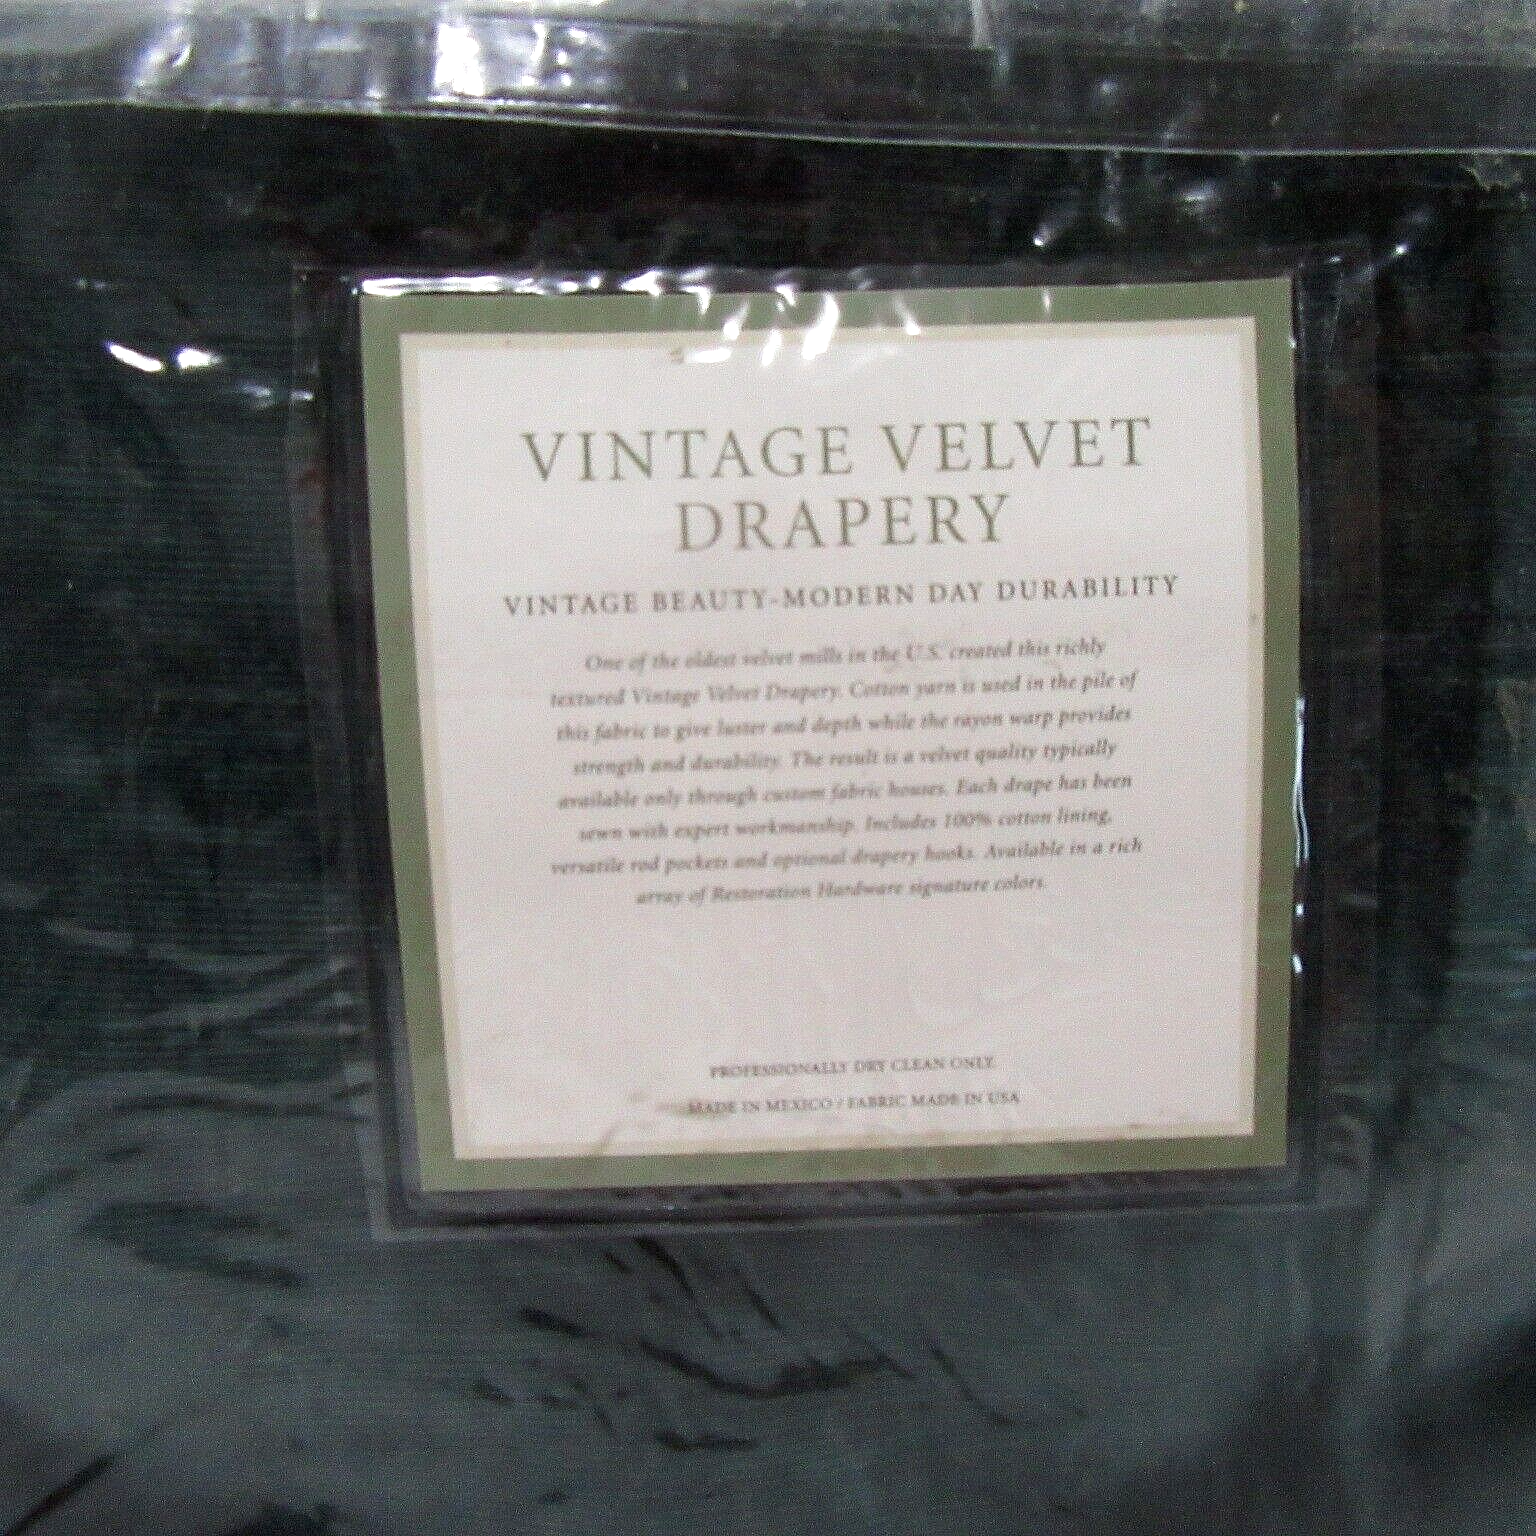 VINTAGE VELVET
DRAPERY
VINTAGE BEAUTY-MODERN DAY DURABILITY
One of the oldest velvet mills in the U.S. created this richly
textured Vintage Velvet Drapery. Cotton yarn is used in the pile of
this fabric to give luster and depth while the rayon warp provides
strength and durability. The result is a velvet quality typically
available only through custom fabric houses. Each drape has been
sewn with expert workmanship. Includes 100% cotton lining,
versatile rod pockets and optional drapery hooks. Available in a rich
array of Restoration Hardware signature colors.
PROFESSIONALLY DRY CLEAN ONLY.
MADE IN MEXICO / FABRIC MADE IN USA